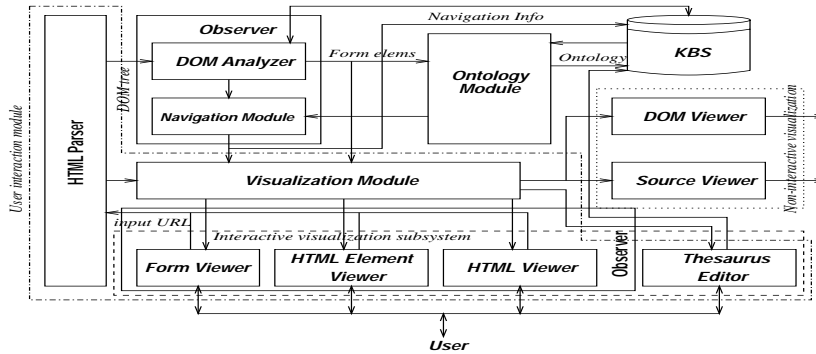 Navigation Info
Observer
KBS
DOM Analyzer
Form elems
Ontology
Module
Ontology
DOM tree
Navigation Module
User interaction module
HTML Parser
DOM Viewer
Non-interactive visualization
Visualization Module
Source Viewer
input URL
Interactive visualization subsystem
Observer
Form Viewer
HTML Element
Viewer
HTML Viewer
Thesaurus
Editor
User